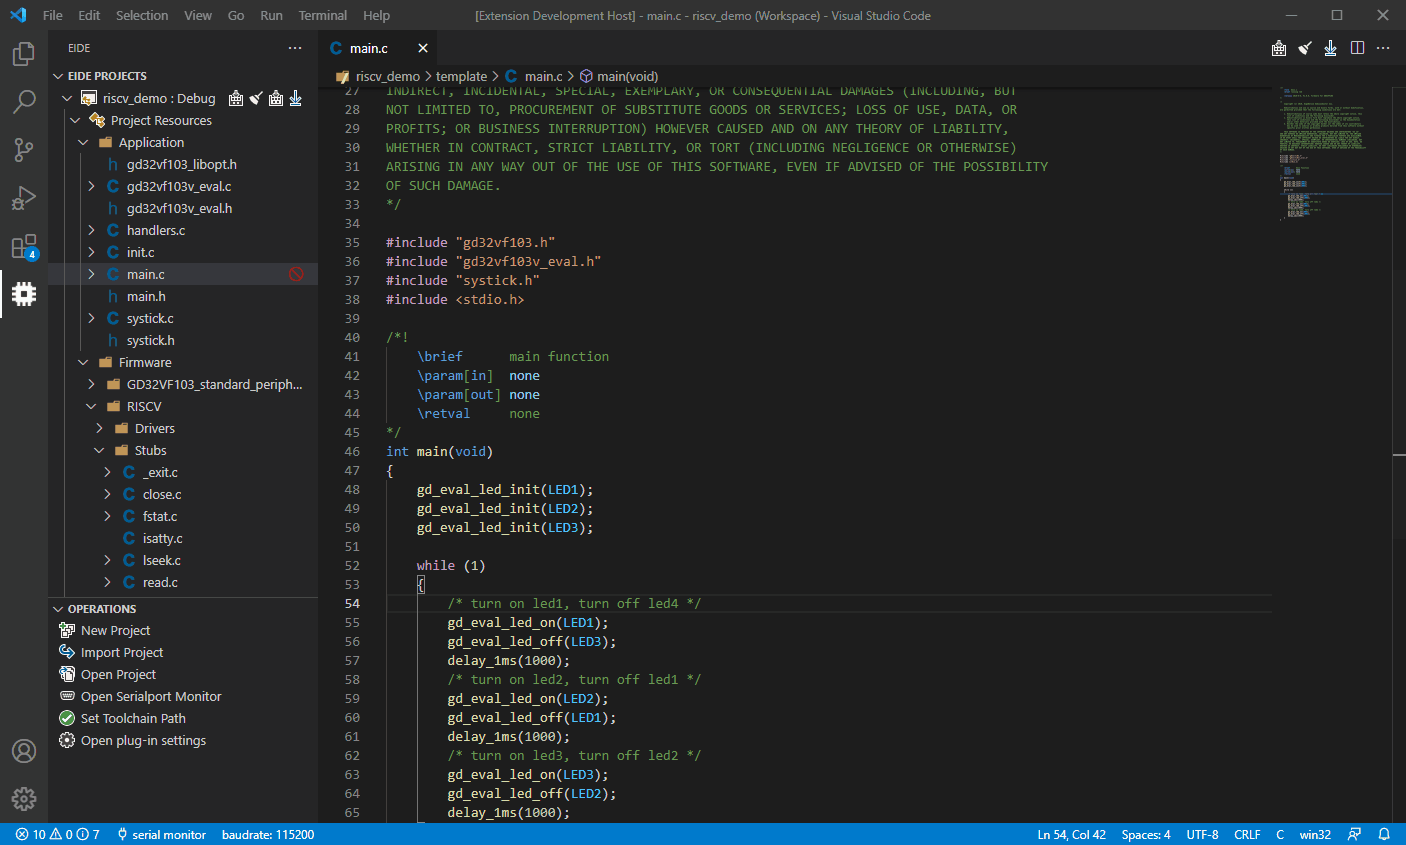 File Edit Selection View Go Run Terminal Help
[Extension Development Host] - main.c - riscv_demo (Workspace) - Visual Studio Code
EIDE
EIDE PROJECTS
riscv_demo : Debug
Project Resources
Application
h gd32vf103_libopt.h
C gd32vf103v_eval.c
h gd32vf103v_eval.h
C handlers.c
C init.c
C main.c
h main.h
C systick.c
h systick.h
Firmware
GD32VF103_standard_periph...
RISCV
Drivers
Stubs
C _exit.c
C close.c
C fstat.c
C isatty.c
C lseek.c
C read.c
4
OPERATIONS
New Project
Import Project
Open Project
Open Serialport Monitor
Set Toolchain Path
Open plug-in settings
C main.c
riscv_demo > template > C main.c > main(void)
27 INDIRECT, INCIDENTAL, SPECIAL, EXEMPLARY, OR CONSEQUENTIAL DAMAGES (INCLUDING, BUT
28 NOT LIMITED TO, PROCUREMENT OF SUBSTITUTE GOODS OR SERVICES; LOSS OF USE, DATA, OR
29 PROFITS; OR BUSINESS INTERRUPTION) HOWEVER CAUSED AND ON ANY THEORY OF LIABILITY,
30 WHETHER IN CONTRACT, STRICT LIABILITY, OR TORT (INCLUDING NEGLIGENCE OR OTHERWISE)
31 ARISING IN ANY WAY OUT OF THE USE OF THIS SOFTWARE, EVEN IF ADVISED OF THE POSSIBILITY
32 OF SUCH DAMAGE.
33 */
34
35 #include "gd32vf103.h"
36 #include "gd32vf103v_eval.h"
37 #include "systick.h"
38 #include <stdio.h>
39
40 /*!
41 \brief main function
42 \param[in] none
43 \param[out] none
44 \retval none
45 */
46 int main(void)
47 {
48 gd_eval_led_init(LED1);
49 gd_eval_led_init(LED2);
50 gd_eval_led_init(LED3);
51
52 while (1)
53 {
54 /* turn on led1, turn off led4 */
55 gd_eval_led_on(LED1);
56 gd_eval_led_off(LED3);
57 delay_1ms(1000);
58 /* turn on led2, turn off led1 */
59 gd_eval_led_on(LED2);
60 gd_eval_led_off(LED1);
61 delay_1ms(1000);
62 /* turn on led3, turn off led2 */
63 gd_eval_led_on(LED3);
64 gd_eval_led_off(LED2);
65 delay_1ms(1000);
10 0 7 serial monitor baudrate: 115200 Ln 54, Col 42 Spaces: 4 UTF-8 CRLF C win32